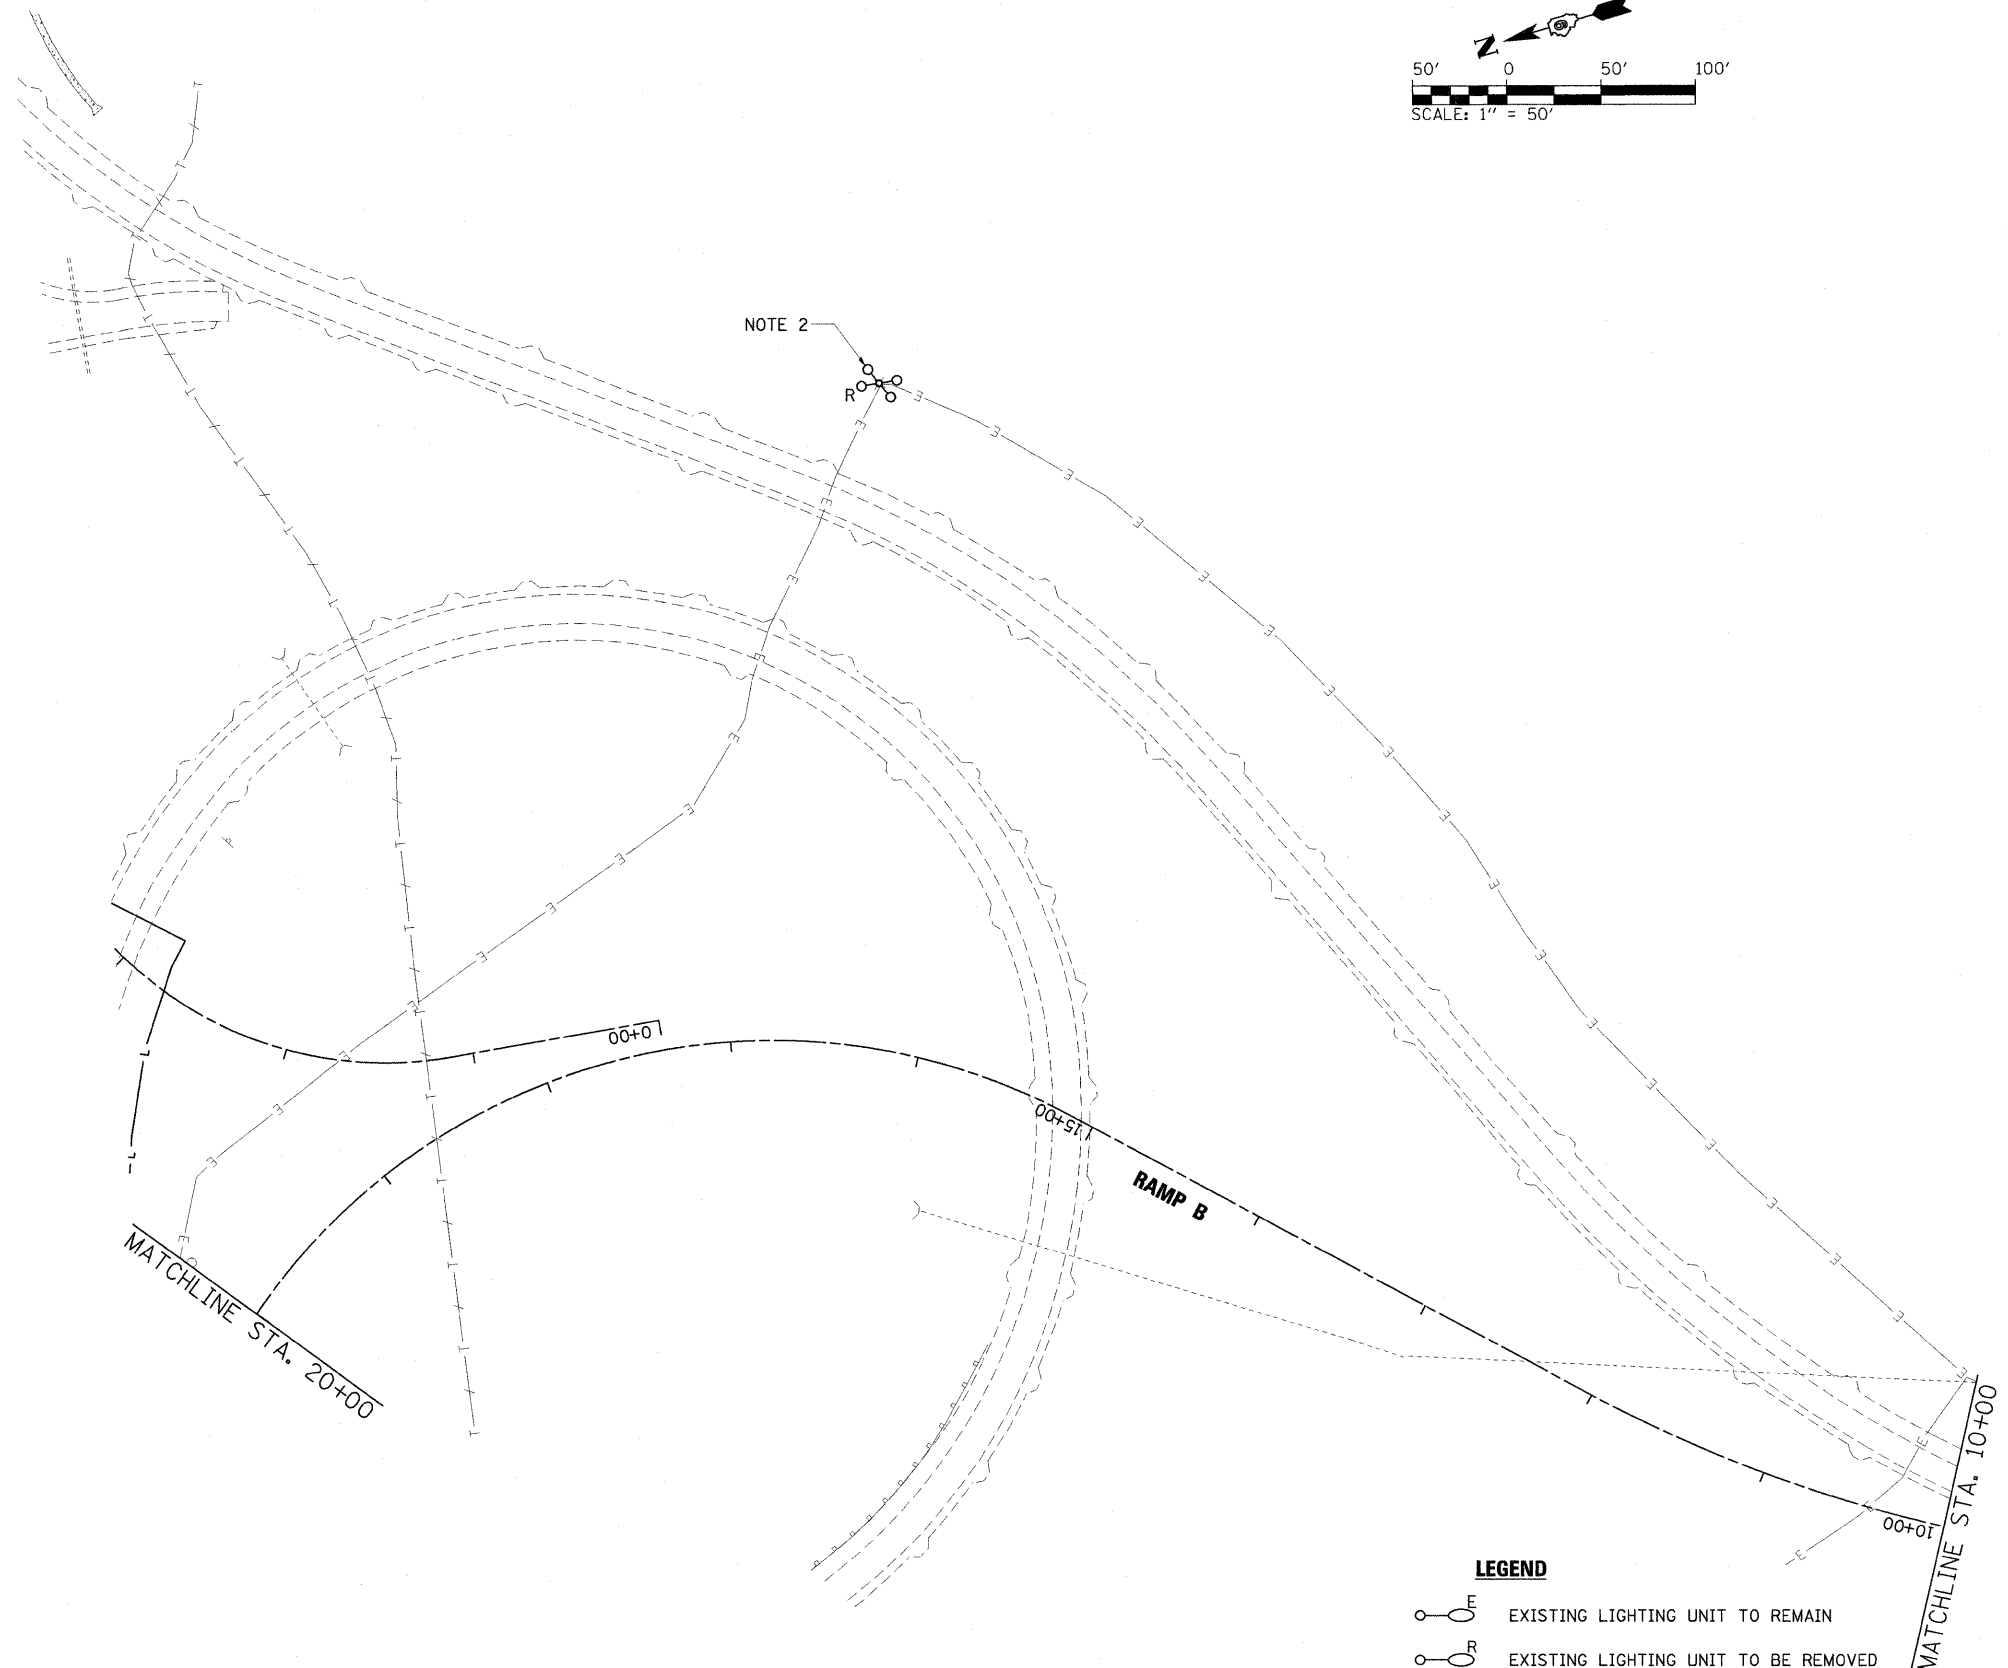 N
50' 0 50' 100'
SCALE: 1" = 50'
NOTE 2
R
0+00
15+00
RAMP B
MATCHLINE STA. 20+00
10+00
MATCHLINE STA. 10+00
LEGEND
E EXISTING LIGHTING UNIT TO REMAIN
R EXISTING LIGHTING UNIT TO BE REMOVED